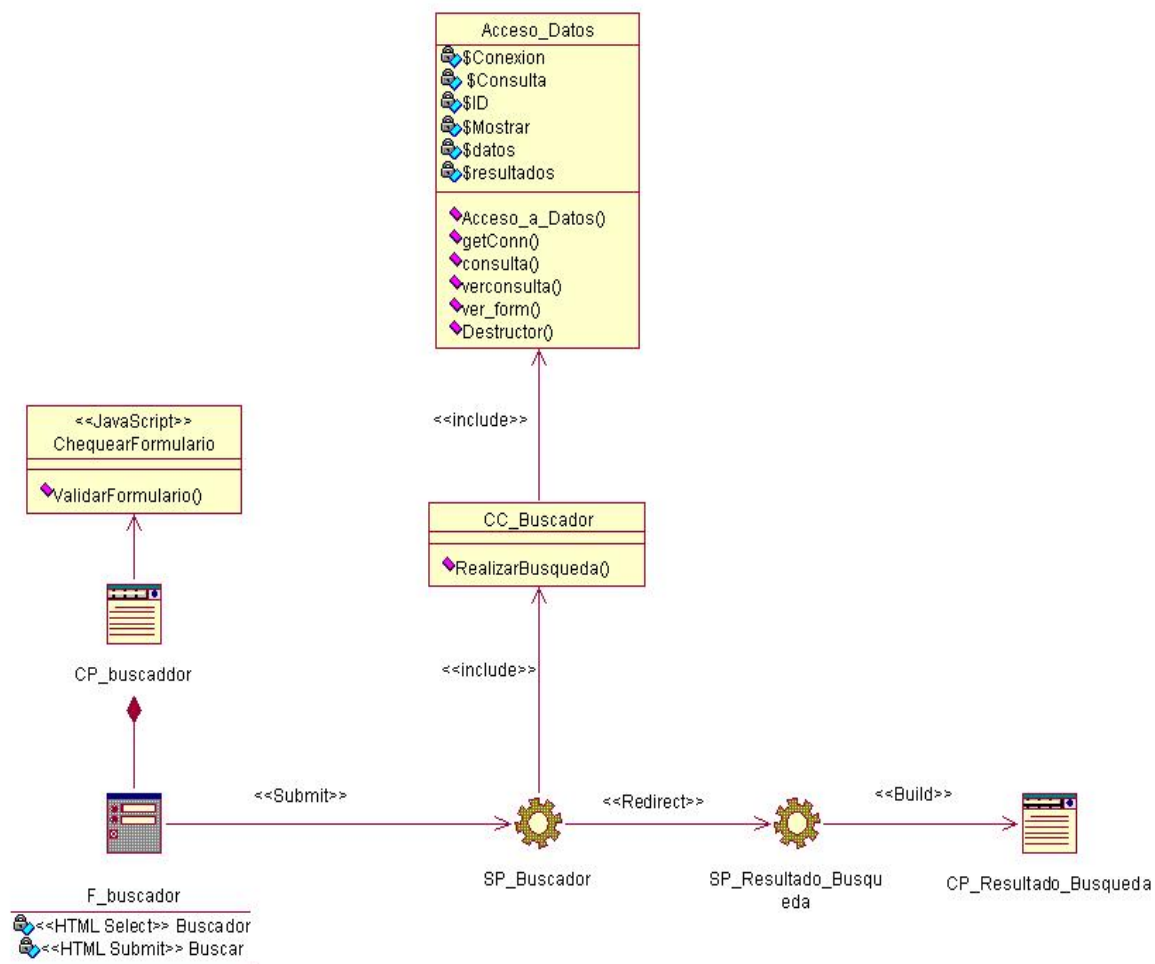 Acceso_Datos
$Conexion
$Consulta
$ID
$Mostrar
$datos
$resultados
Acceso_a_Datos()
getConn()
consulta()
verconsulta()
ver_form()
Destructor()
<<include>>
<<JavaScript>>
ChequearFormulario
ValidarFormulario()
CC_Buscador
RealizarBusqueda()
CP_buscaddor
<<include>>
<<Submit>>
<<Redirect>>
<<Build>>
F_buscador
<<HTML Select>> Buscador
<<HTML Submit>> Buscar
SP_Buscador
SP_Resultado_Busqu
eda
CP_Resultado_Busqueda